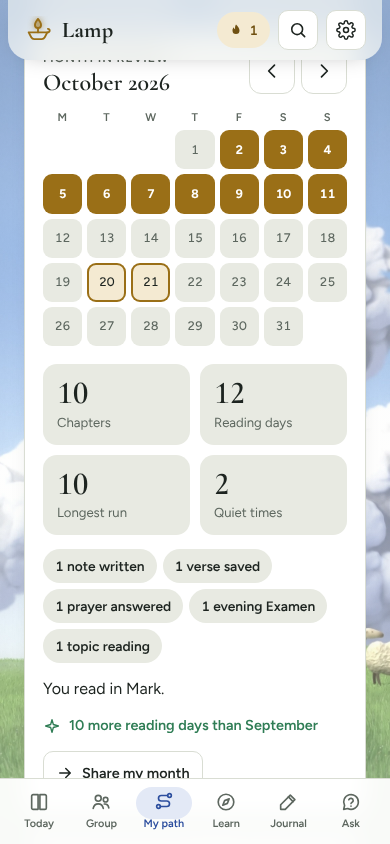 Lamp
1
MONTH IN REVIEW
October 2026
M T W T F S S
1 2 3 4
5 6 7 8 9 10 11
12 13 14 15 16 17 18
19 20 21 22 23 24 25
26 27 28 29 30 31
10
Chapters
12
Reading days
10
Longest run
2
Quiet times
1 note written
1 verse saved
1 prayer answered
1 evening Examen
1 topic reading
You read in Mark.
10 more reading days than September
Share my month
Today
Group
My path
Learn
Journal
Ask